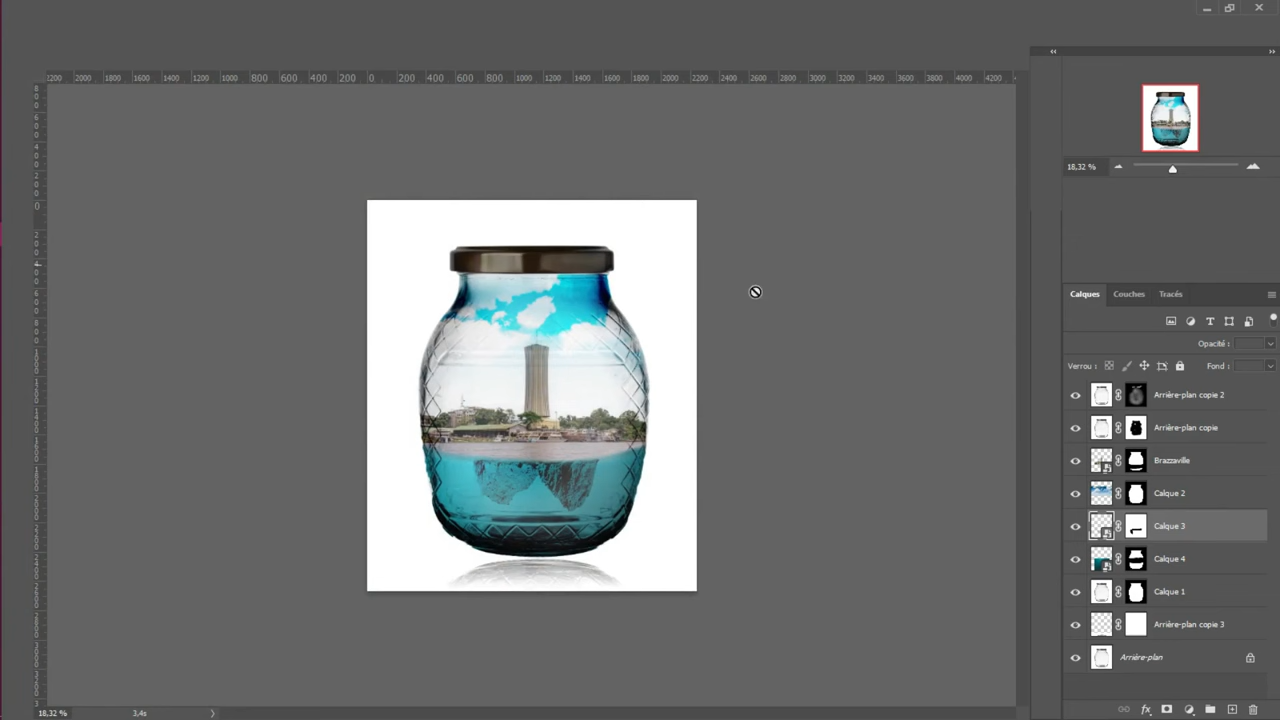 2200 2000 1800 1600 1400 1200 1000 800 600 400 200 0 200 400 600 800 1000 1200 1400 1600 1800 2000 2200 2400 2600 2800 3000 3200 3400 3600 3800 4000 4200
18,32 %
Calques Couches Tracés
Opacité :
Verrou : Fond :
Arrière-plan copie 2
Arrière-plan copie
Brazzaville
Calque 2
Calque 3
Calque 4
Calque 1
Arrière-plan copie 3
Arrière-plan
fx
18,32 % 3,4s